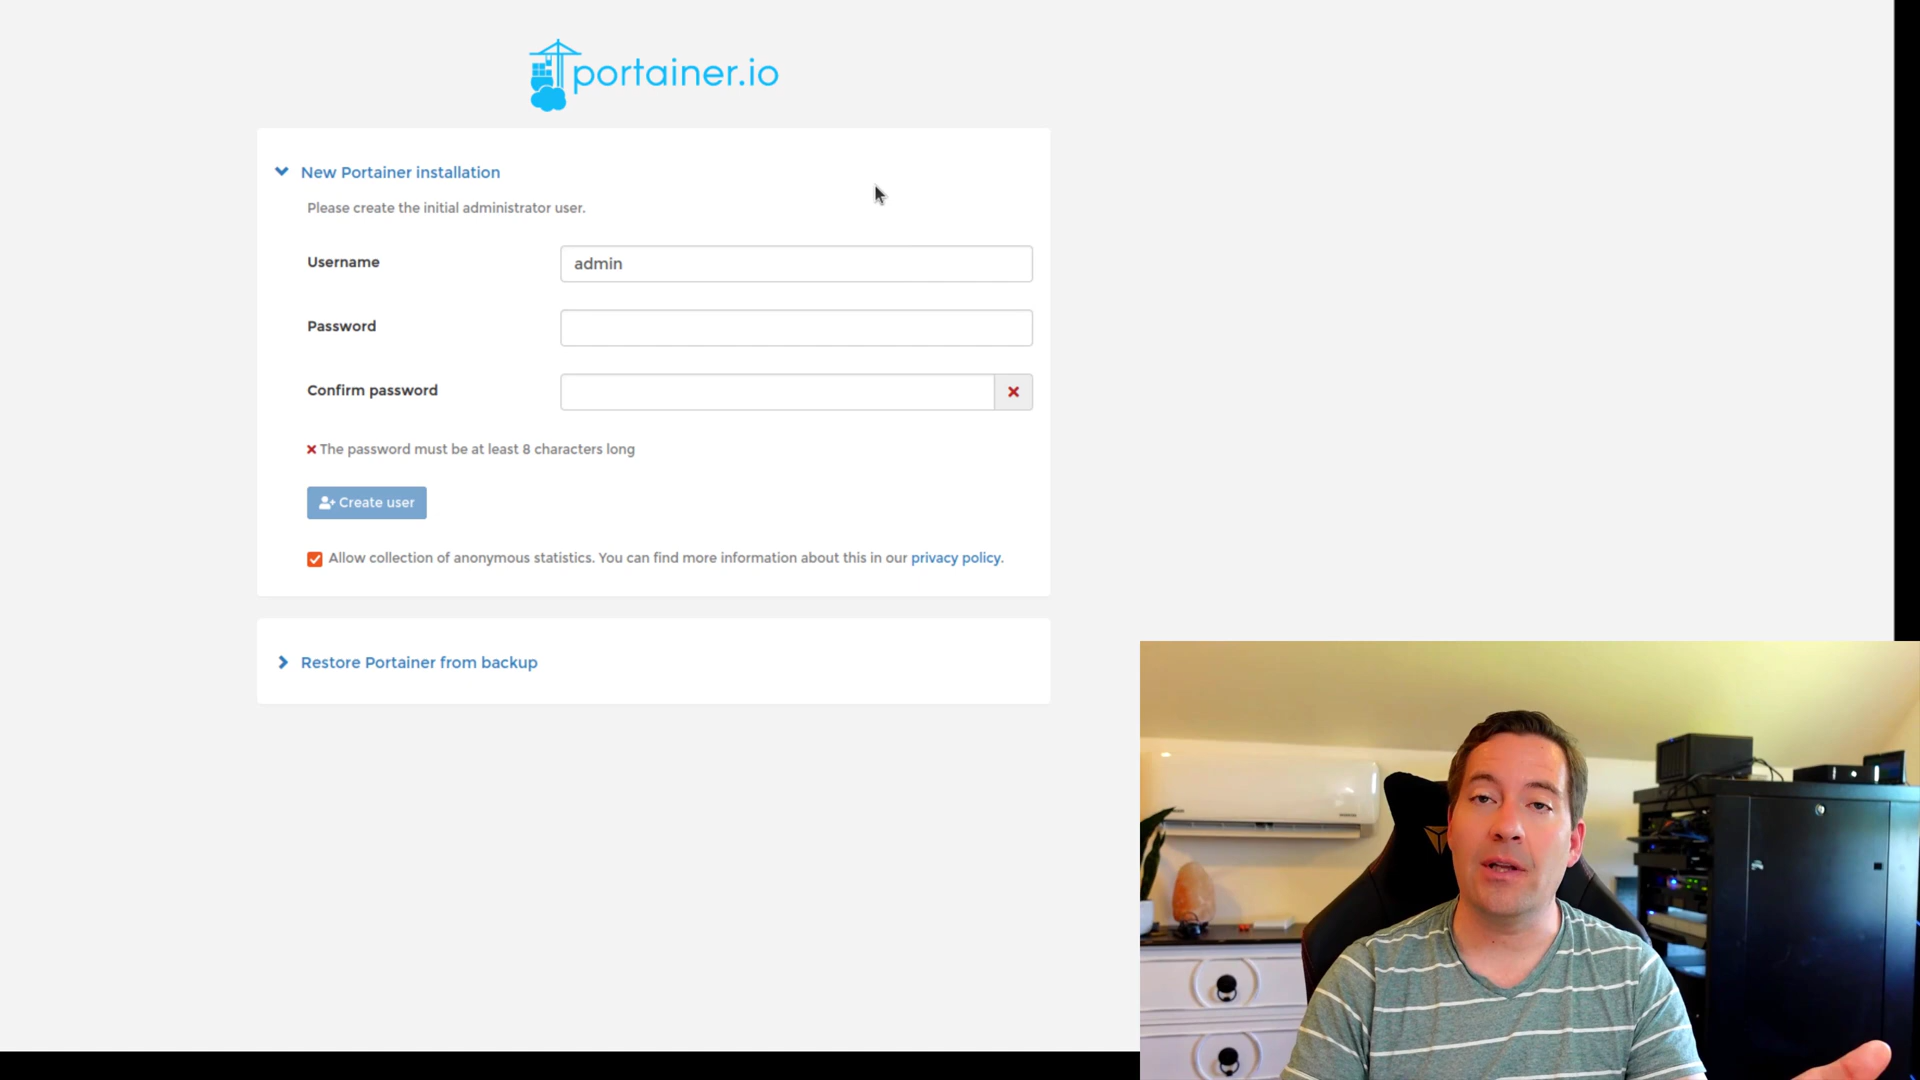 portainer.io
New Portainer installation
Please create the initial administrator user.
Username
admin
Password
Confirm password
The password must be at least 8 characters long
Create user
Allow collection of anonymous statistics. You can find more information about this in our privacy policy.
Restore Portainer from backup